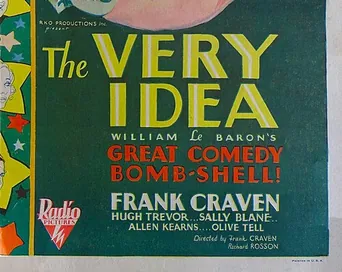 RKO PRODUCTIONS INC.
present
The VERY
IDEA
WILLIAM Le BARON'S
GREAT COMEDY
BOMB-SHELL!
FRANK CRAVEN
HUGH TREVOR...SALLY BLANE..
ALLEN KEARNS....OLIVE TELL
Directed by Frank CRAVEN
Richard ROSSON
Radio
PICTURES